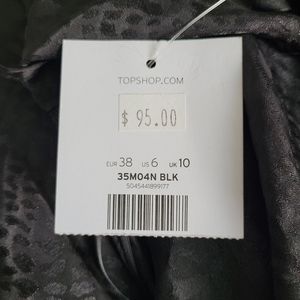 TOPSHOP.COM
$ 95.00
EUR 38 US 6 UK 10
35M04N BLK
5045441899177